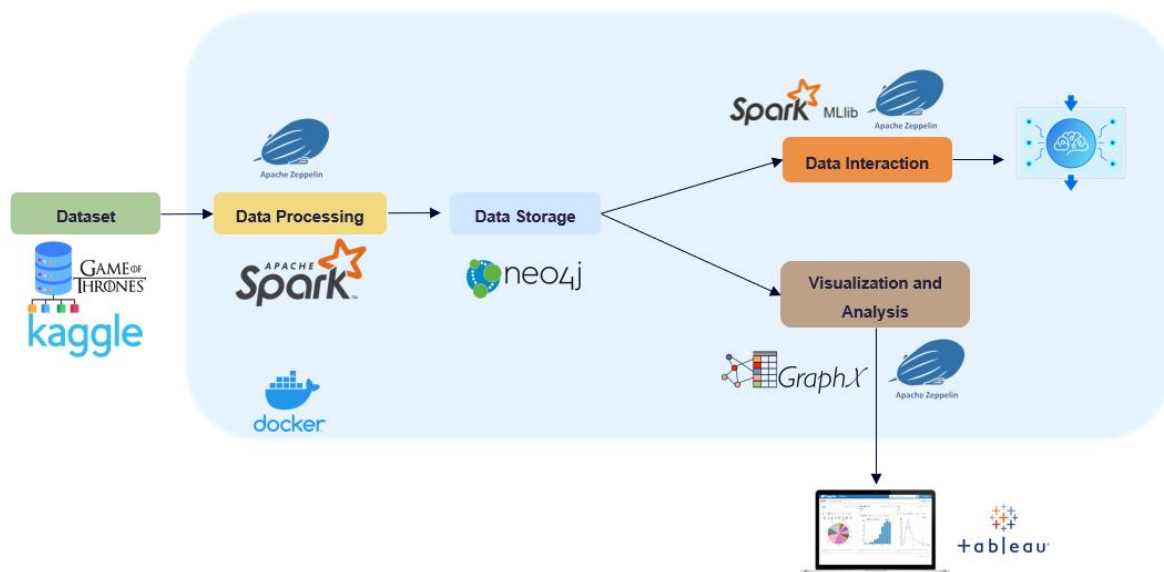 Spark MLlib
Apache Zeppelin
Data Interaction
Apache Zeppelin
Dataset
Data Processing
Data Storage
GAME OF
THRONES
kaggle
APACHE
Spark
neo4j
Visualization and
Analysis
GraphX
Apache Zeppelin
docker
+ableau